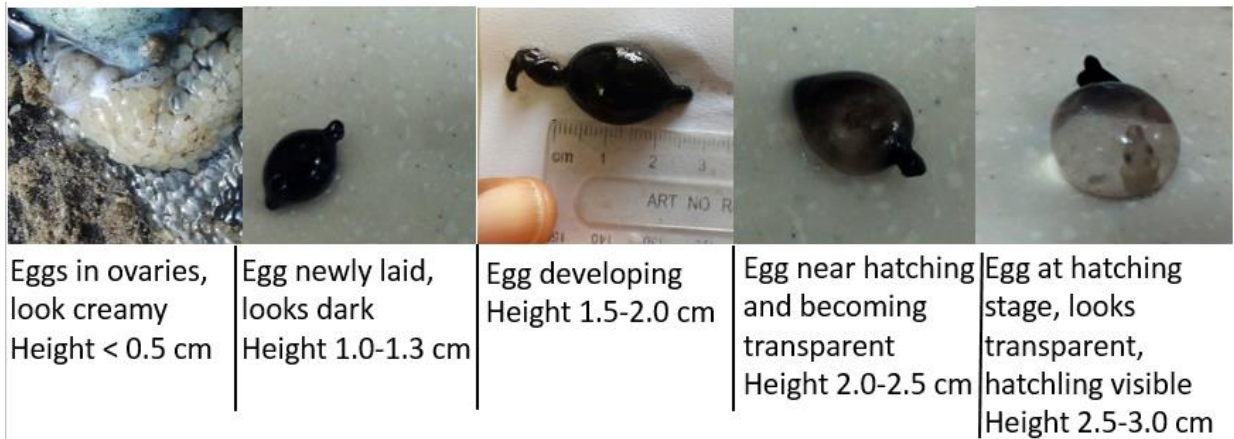 cm 1 2 3
ART NO R
150 140 130
Eggs in ovaries,
look creamy
Height < 0.5 cm
Egg newly laid,
looks dark
Height 1.0-1.3 cm
Egg developing
Height 1.5-2.0 cm
Egg near hatching
and becoming
transparent
Height 2.0-2.5 cm
Egg at hatching
stage, looks
transparent,
hatchling visible
Height 2.5-3.0 cm